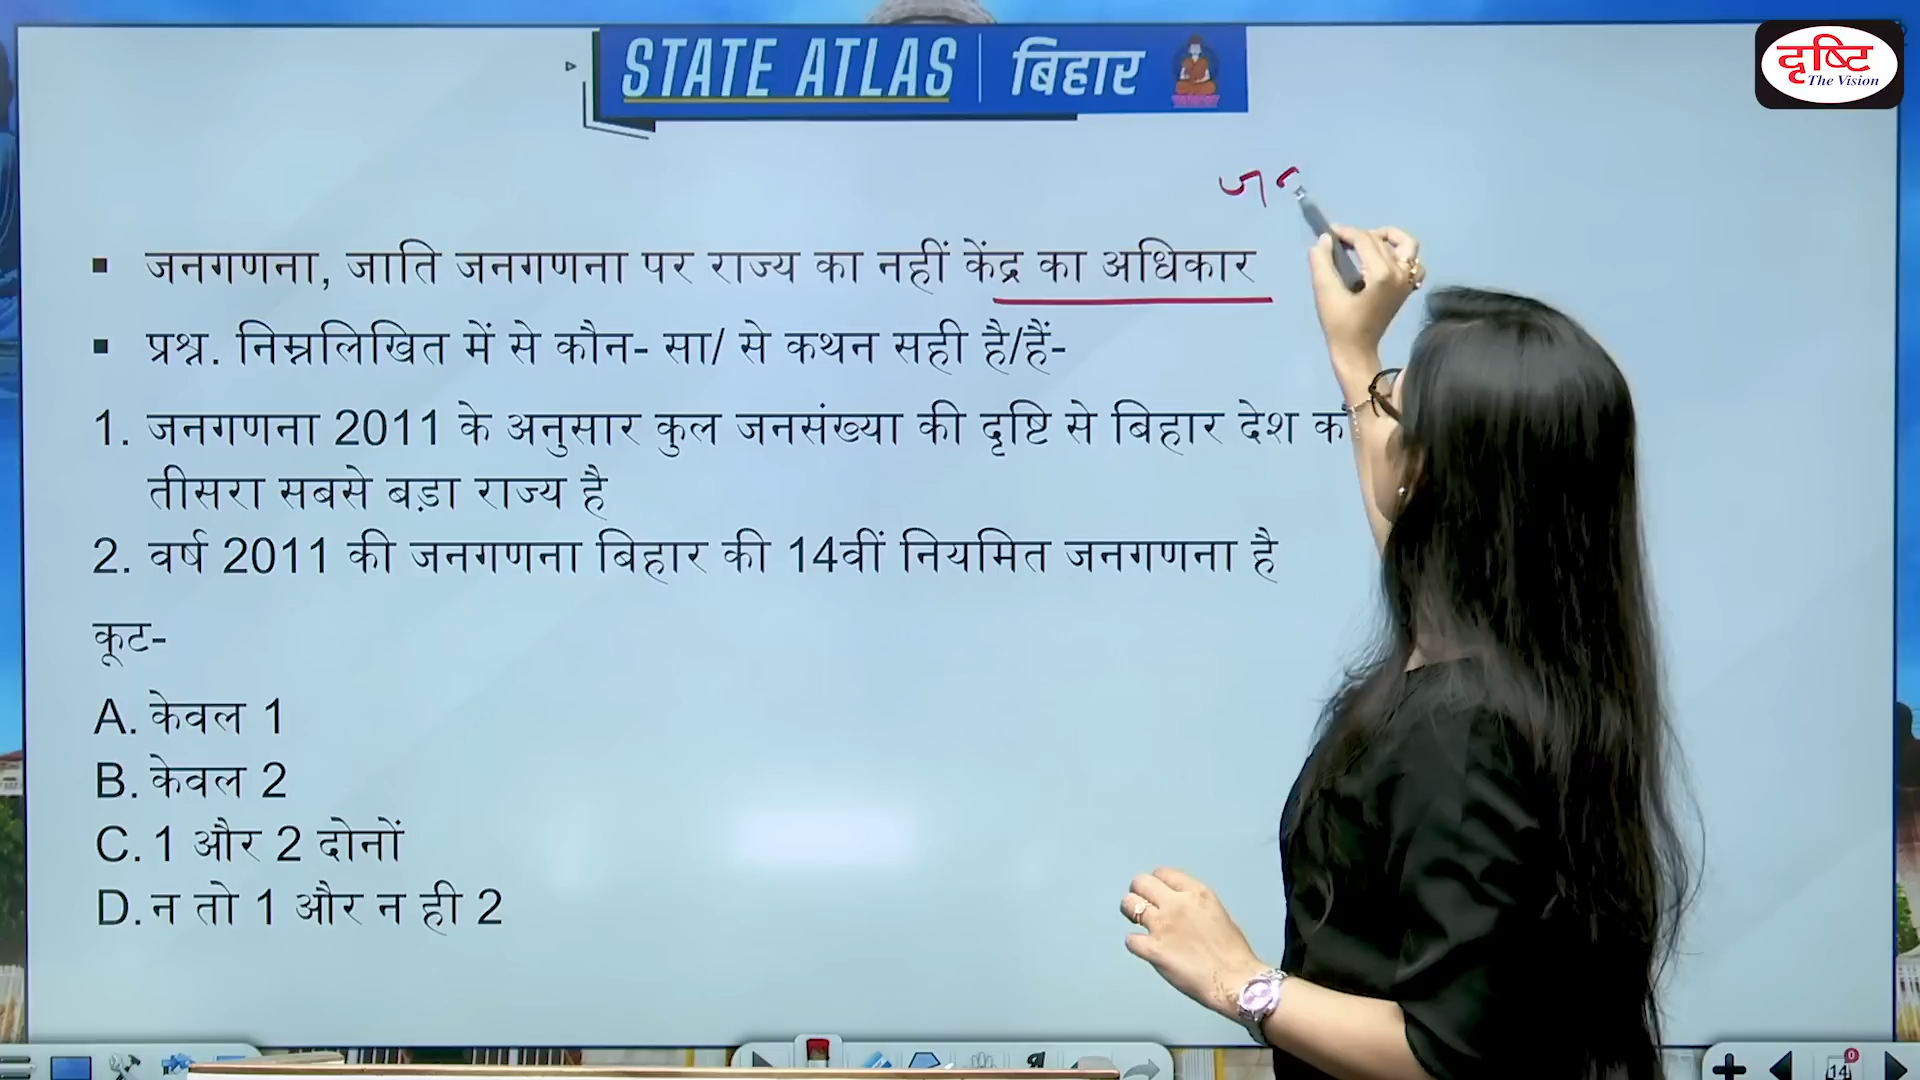 STATE ATLAS बिहार
दृष्टि
The Vision
जनगणना, जाति जनगणना पर राज्य का नहीं केंद्र का अधिकार
प्रश्न. निम्नलिखित में से कौन- सा/ से कथन सही है/हैं-
1. जनगणना 2011 के अनुसार कुल जनसंख्या की दृष्टि से बिहार देश का
तीसरा सबसे बड़ा राज्य है
2. वर्ष 2011 की जनगणना बिहार की 14वीं नियमित जनगणना है
कूट-
A. केवल 1
B. केवल 2
C. 1 और 2 दोनों
D. न तो 1 और न ही 2
14
0